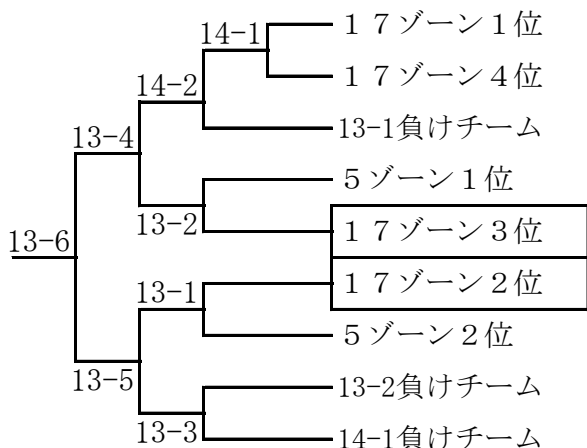 14-1
１７ゾーン１位
１７ゾーン４位
14-2
13-1負けチーム
13-4
５ゾーン１位
13-2
１７ゾーン３位
13-6
１７ゾーン２位
13-1
５ゾーン２位
13-5
13-2負けチーム
13-3
14-1負けチーム